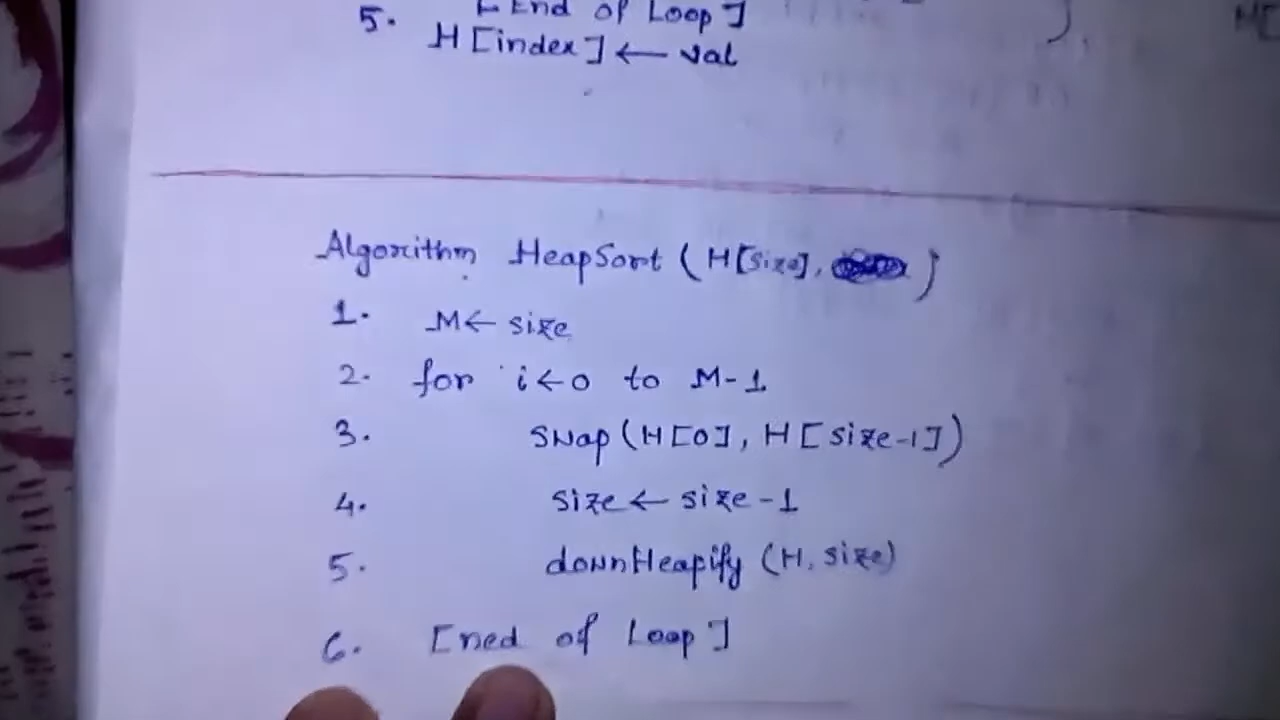 [End of Loop]
5. H[index] ← val
H[
Algorithm HeapSort (H[size], )
1. M ← size
2. for i ← 0 to M-1
3. Swap (H[0], H[size-1])
4. size ← size-1
5. downHeapify (H, size)
6. [ned of Loop]